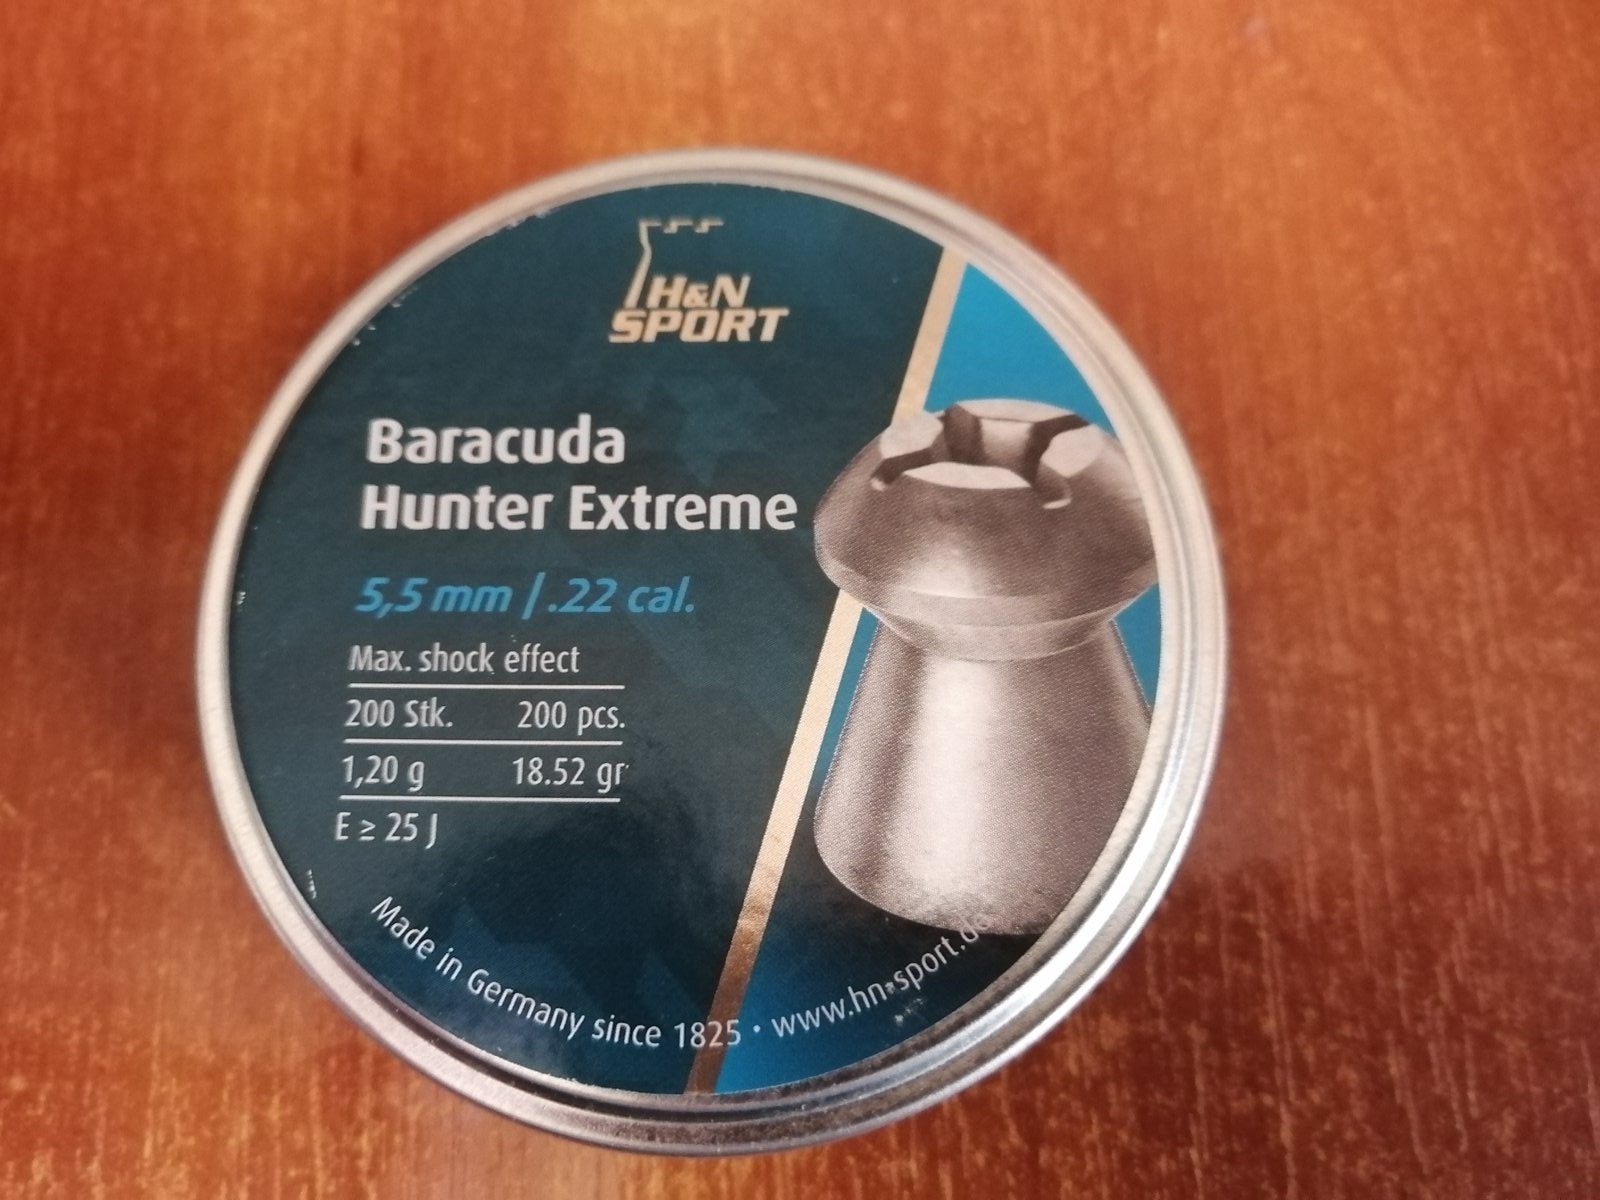 H&N
SPORT
Baracuda
Hunter Extreme
5,5 mm / .22 cal.
Max. shock effect
200 Stk. 200 pcs.
1,20 g 18.52 gr
E ≥ 25 J
Made in Germany since 1825 · www.hn-sport.de